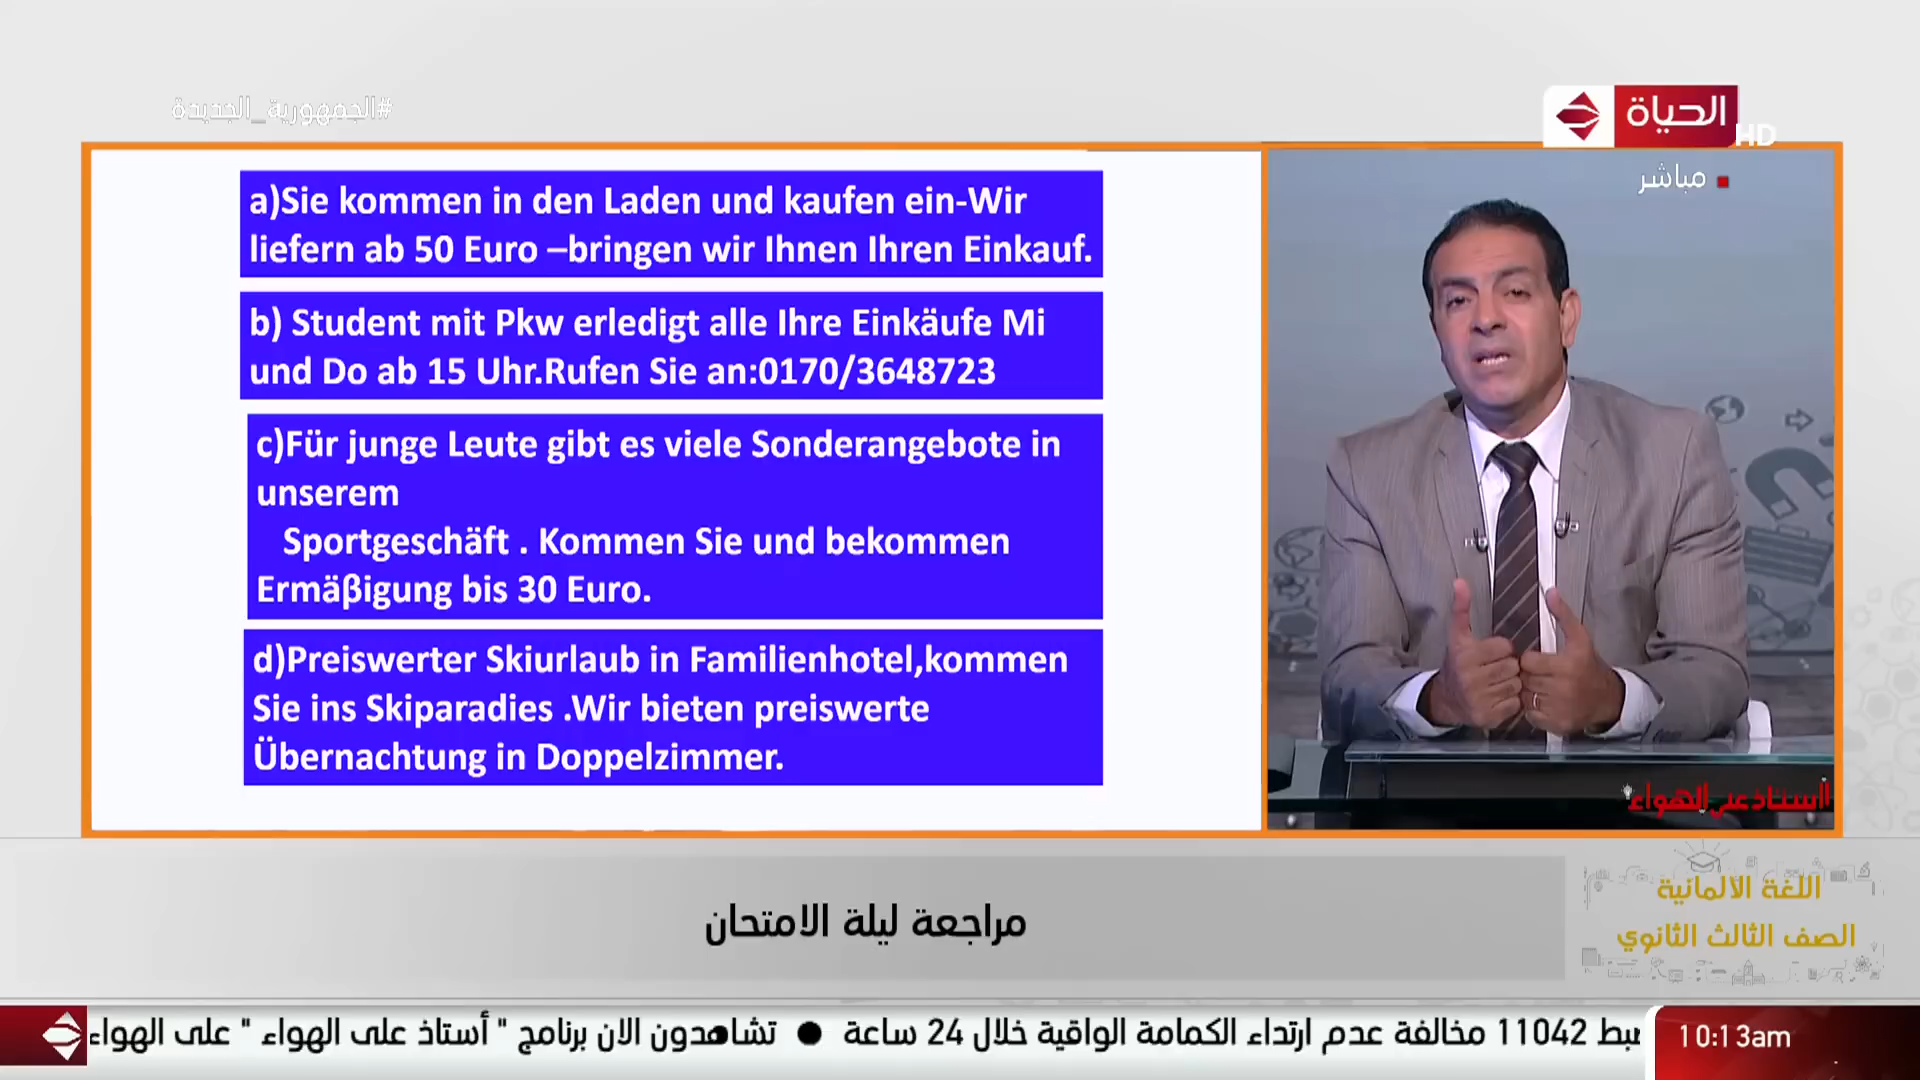 #الجمهورية_الجديدة
الحياة
HD
مباشر
a)Sie kommen in den Laden und kaufen ein-Wir
liefern ab 50 Euro –bringen wir Ihnen Ihren Einkauf.
b) Student mit Pkw erledigt alle Ihre Einkäufe Mi
und Do ab 15 Uhr.Rufen Sie an:0170/3648723
c)Für junge Leute gibt es viele Sonderangebote in
unserem
Sportgeschäft . Kommen Sie und bekommen
Ermäβigung bis 30 Euro.
d)Preiswerter Skiurlaub in Familienhotel,kommen
Sie ins Skiparadies .Wir bieten preiswerte
Übernachtung in Doppelzimmer.
أستاذ على الهواء
مراجعة ليلة الامتحان
اللغة الالمانية
الصف الثالث الثانوي
ضبط 11042 مخالفة عدم ارتداء الكمامة الواقية خلال 24 ساعة ● تشاهدون الان برنامج " أستاذ على الهواء " على الهواء
10:13am